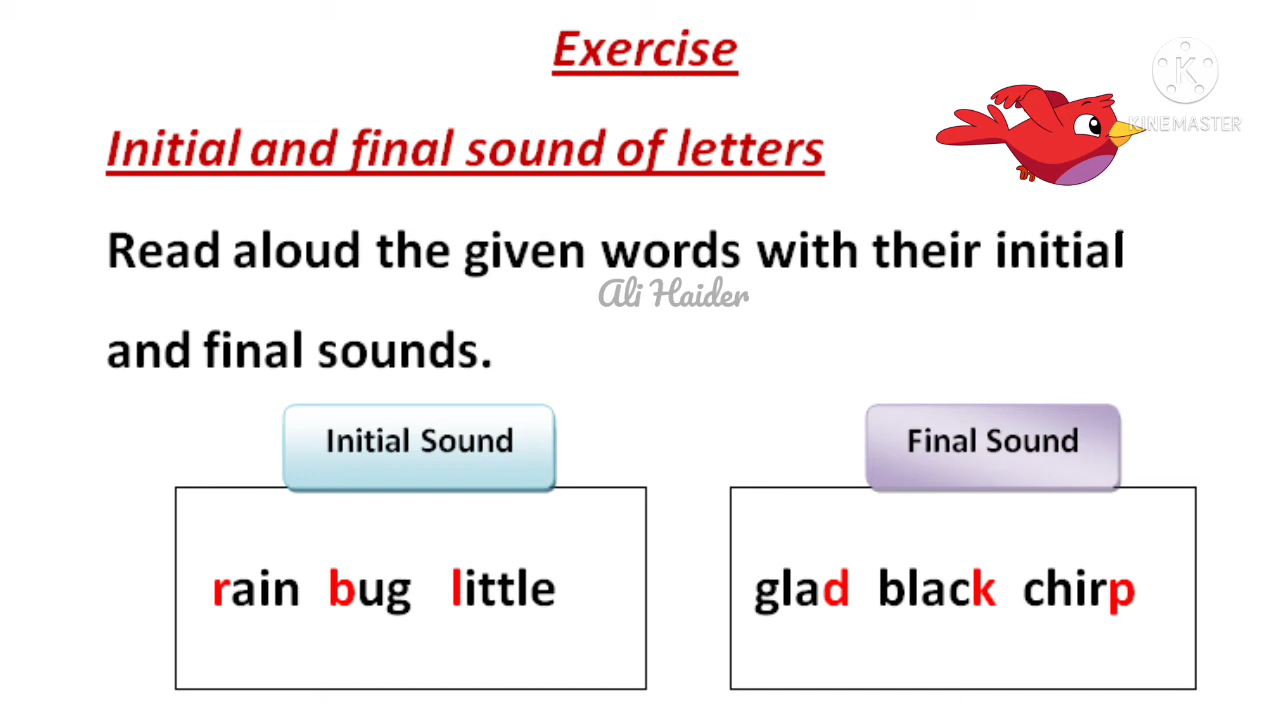 Exercise
K
KINEMASTER
Initial and final sound of letters
Read aloud the given words with their initial
Ali Haider
and final sounds.
Initial Sound
Final Sound
rain bug little
glad black chirp